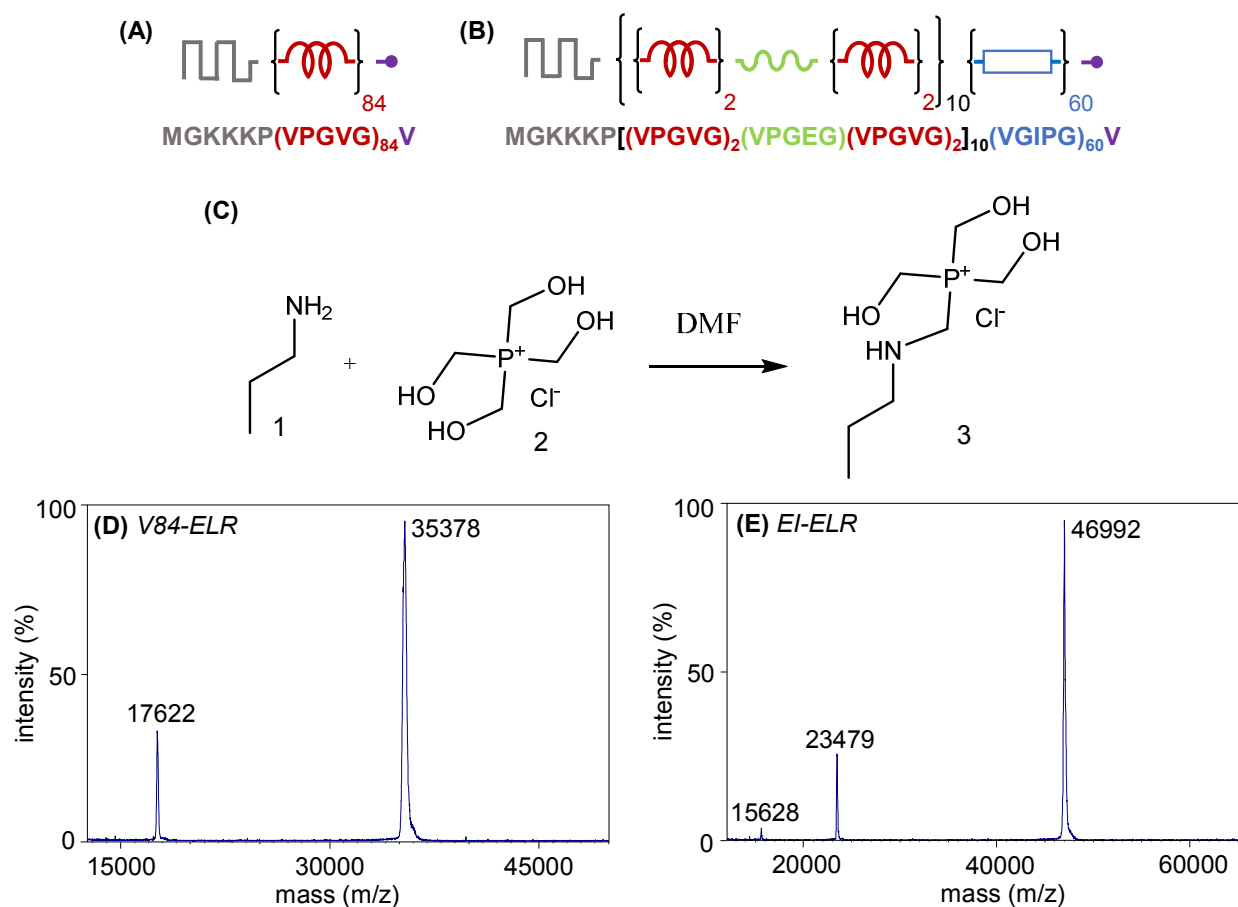 (A)
84
MGKKKP(VPGVG)₈₄V
(B)
2
2
10
60
MGKKKP[(VPGVG)₂(VPGEG)(VPGVG)₂]₁₀(VGIPG)₆₀V
(C)
NH₂
1
+
OH
OH
P⁺
HO
Cl⁻
HO
2
DMF
OH
OH
P⁺
HO
Cl⁻
HN
3
(D) V84-ELR
100
50
0
intensity (%)
17622
35378
15000
30000
45000
mass (m/z)
(E) EI-ELR
100
50
0
intensity (%)
15628
23479
46992
20000
40000
60000
mass (m/z)